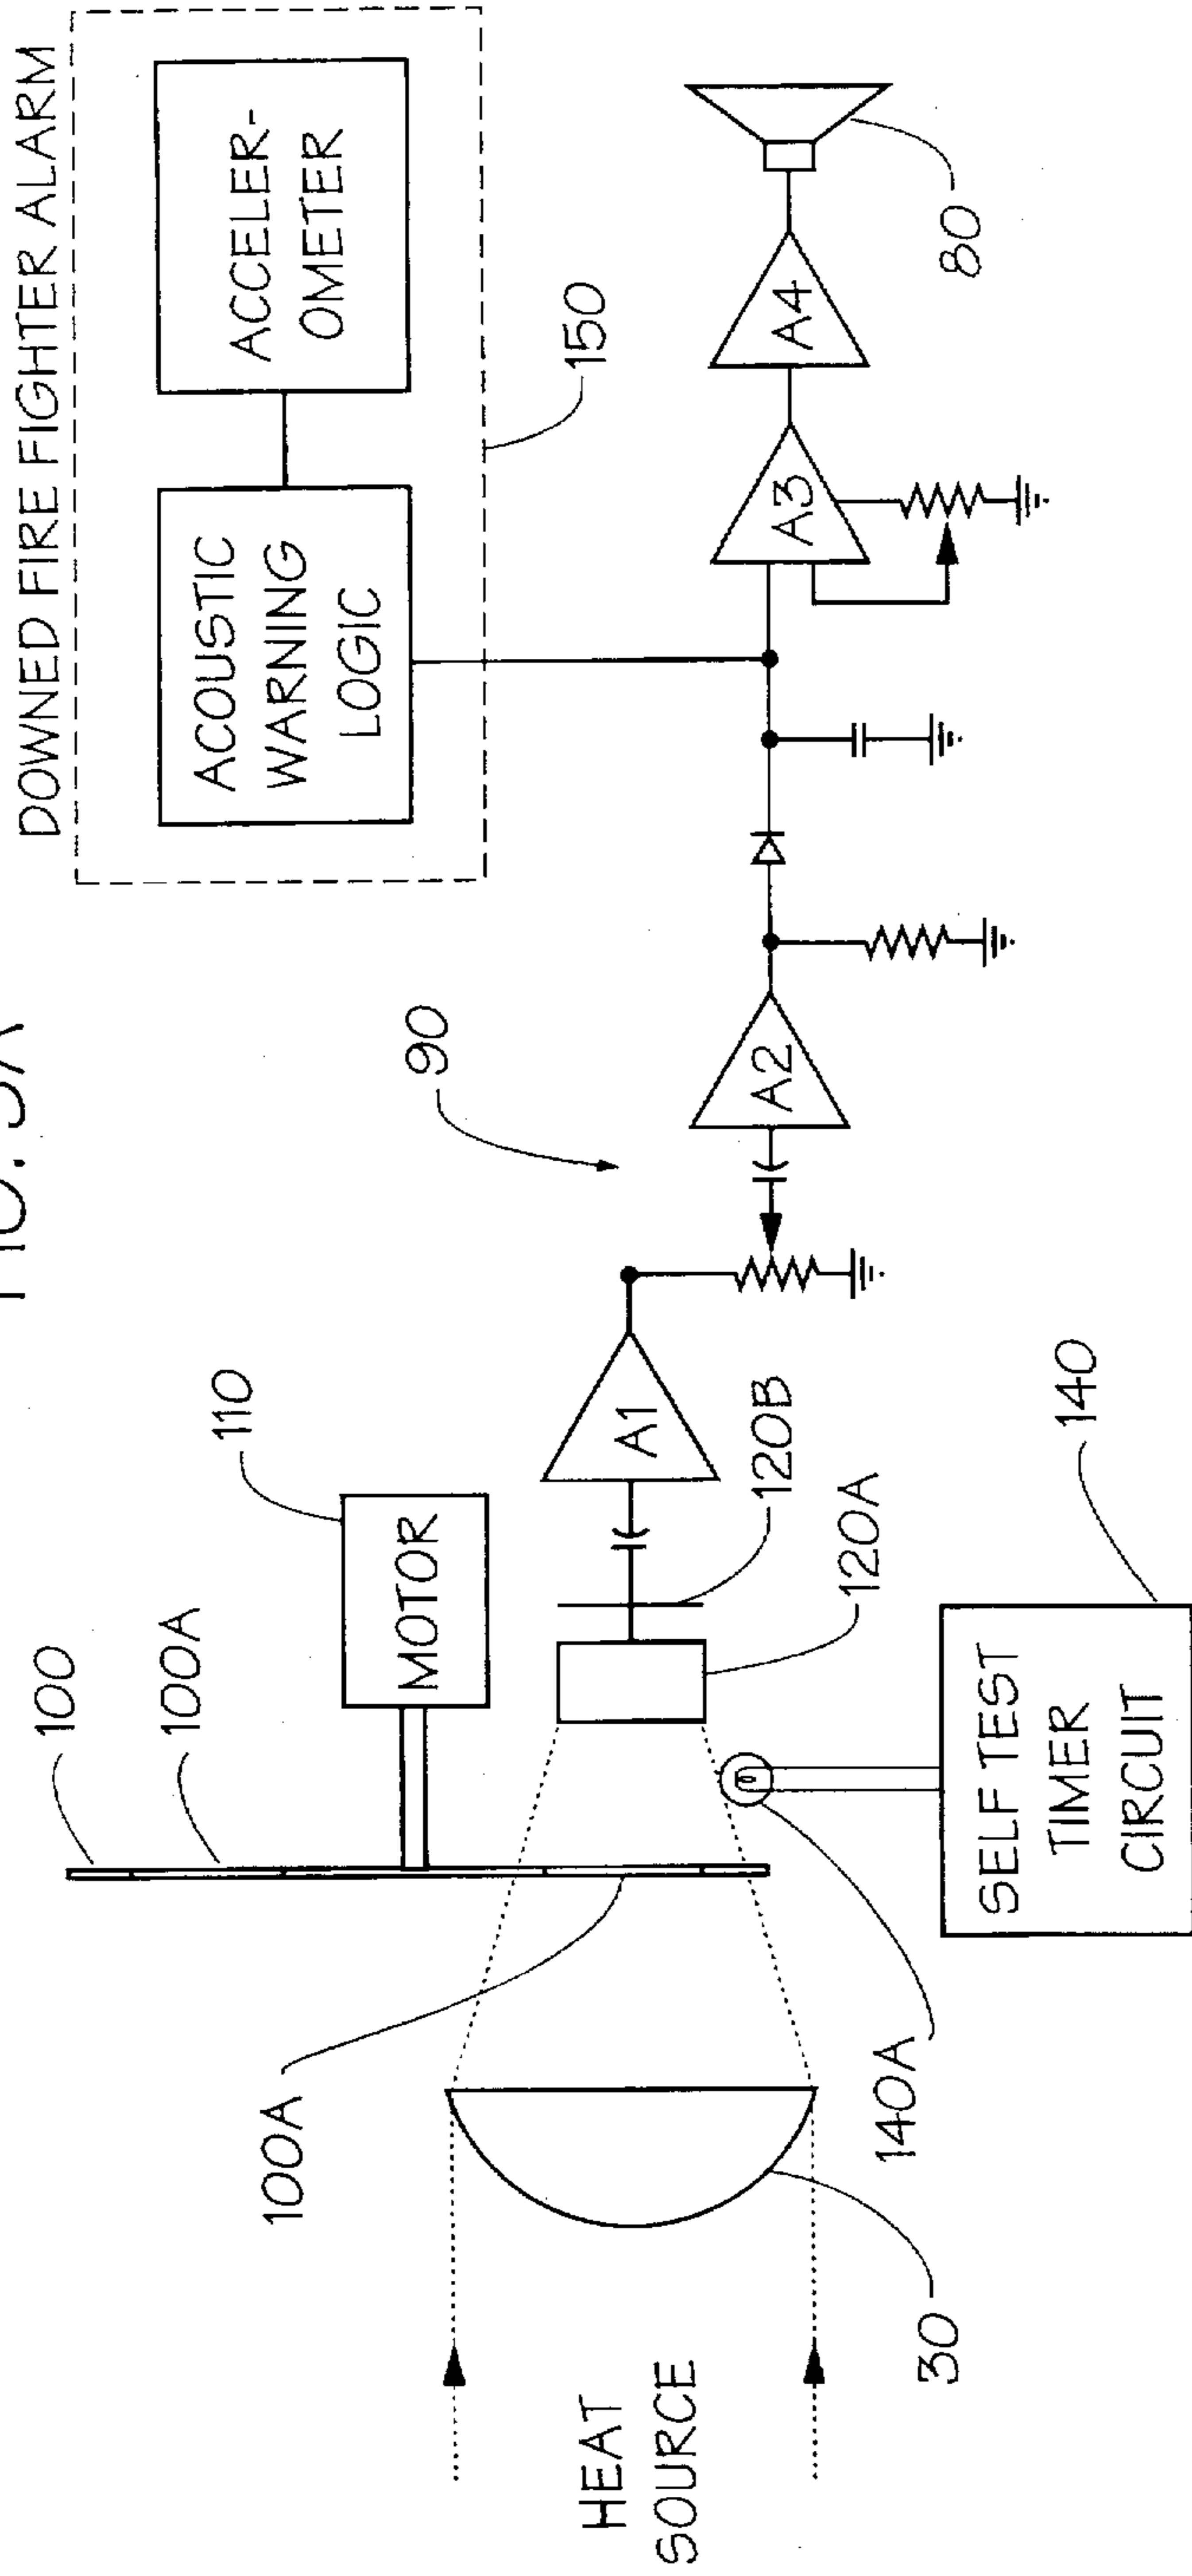 DOWNED FIRE FIGHTER ALARM
100
100A
110
ACOUSTIC
WARNING
LOGIC
ACCELER-
OMETER
100A
MOTOR
90
150
HEAT
SOURCE
A1
A2
A3
A4
120B
120A
30
140A
80
SELF TEST
TIMER
CIRCUIT
140